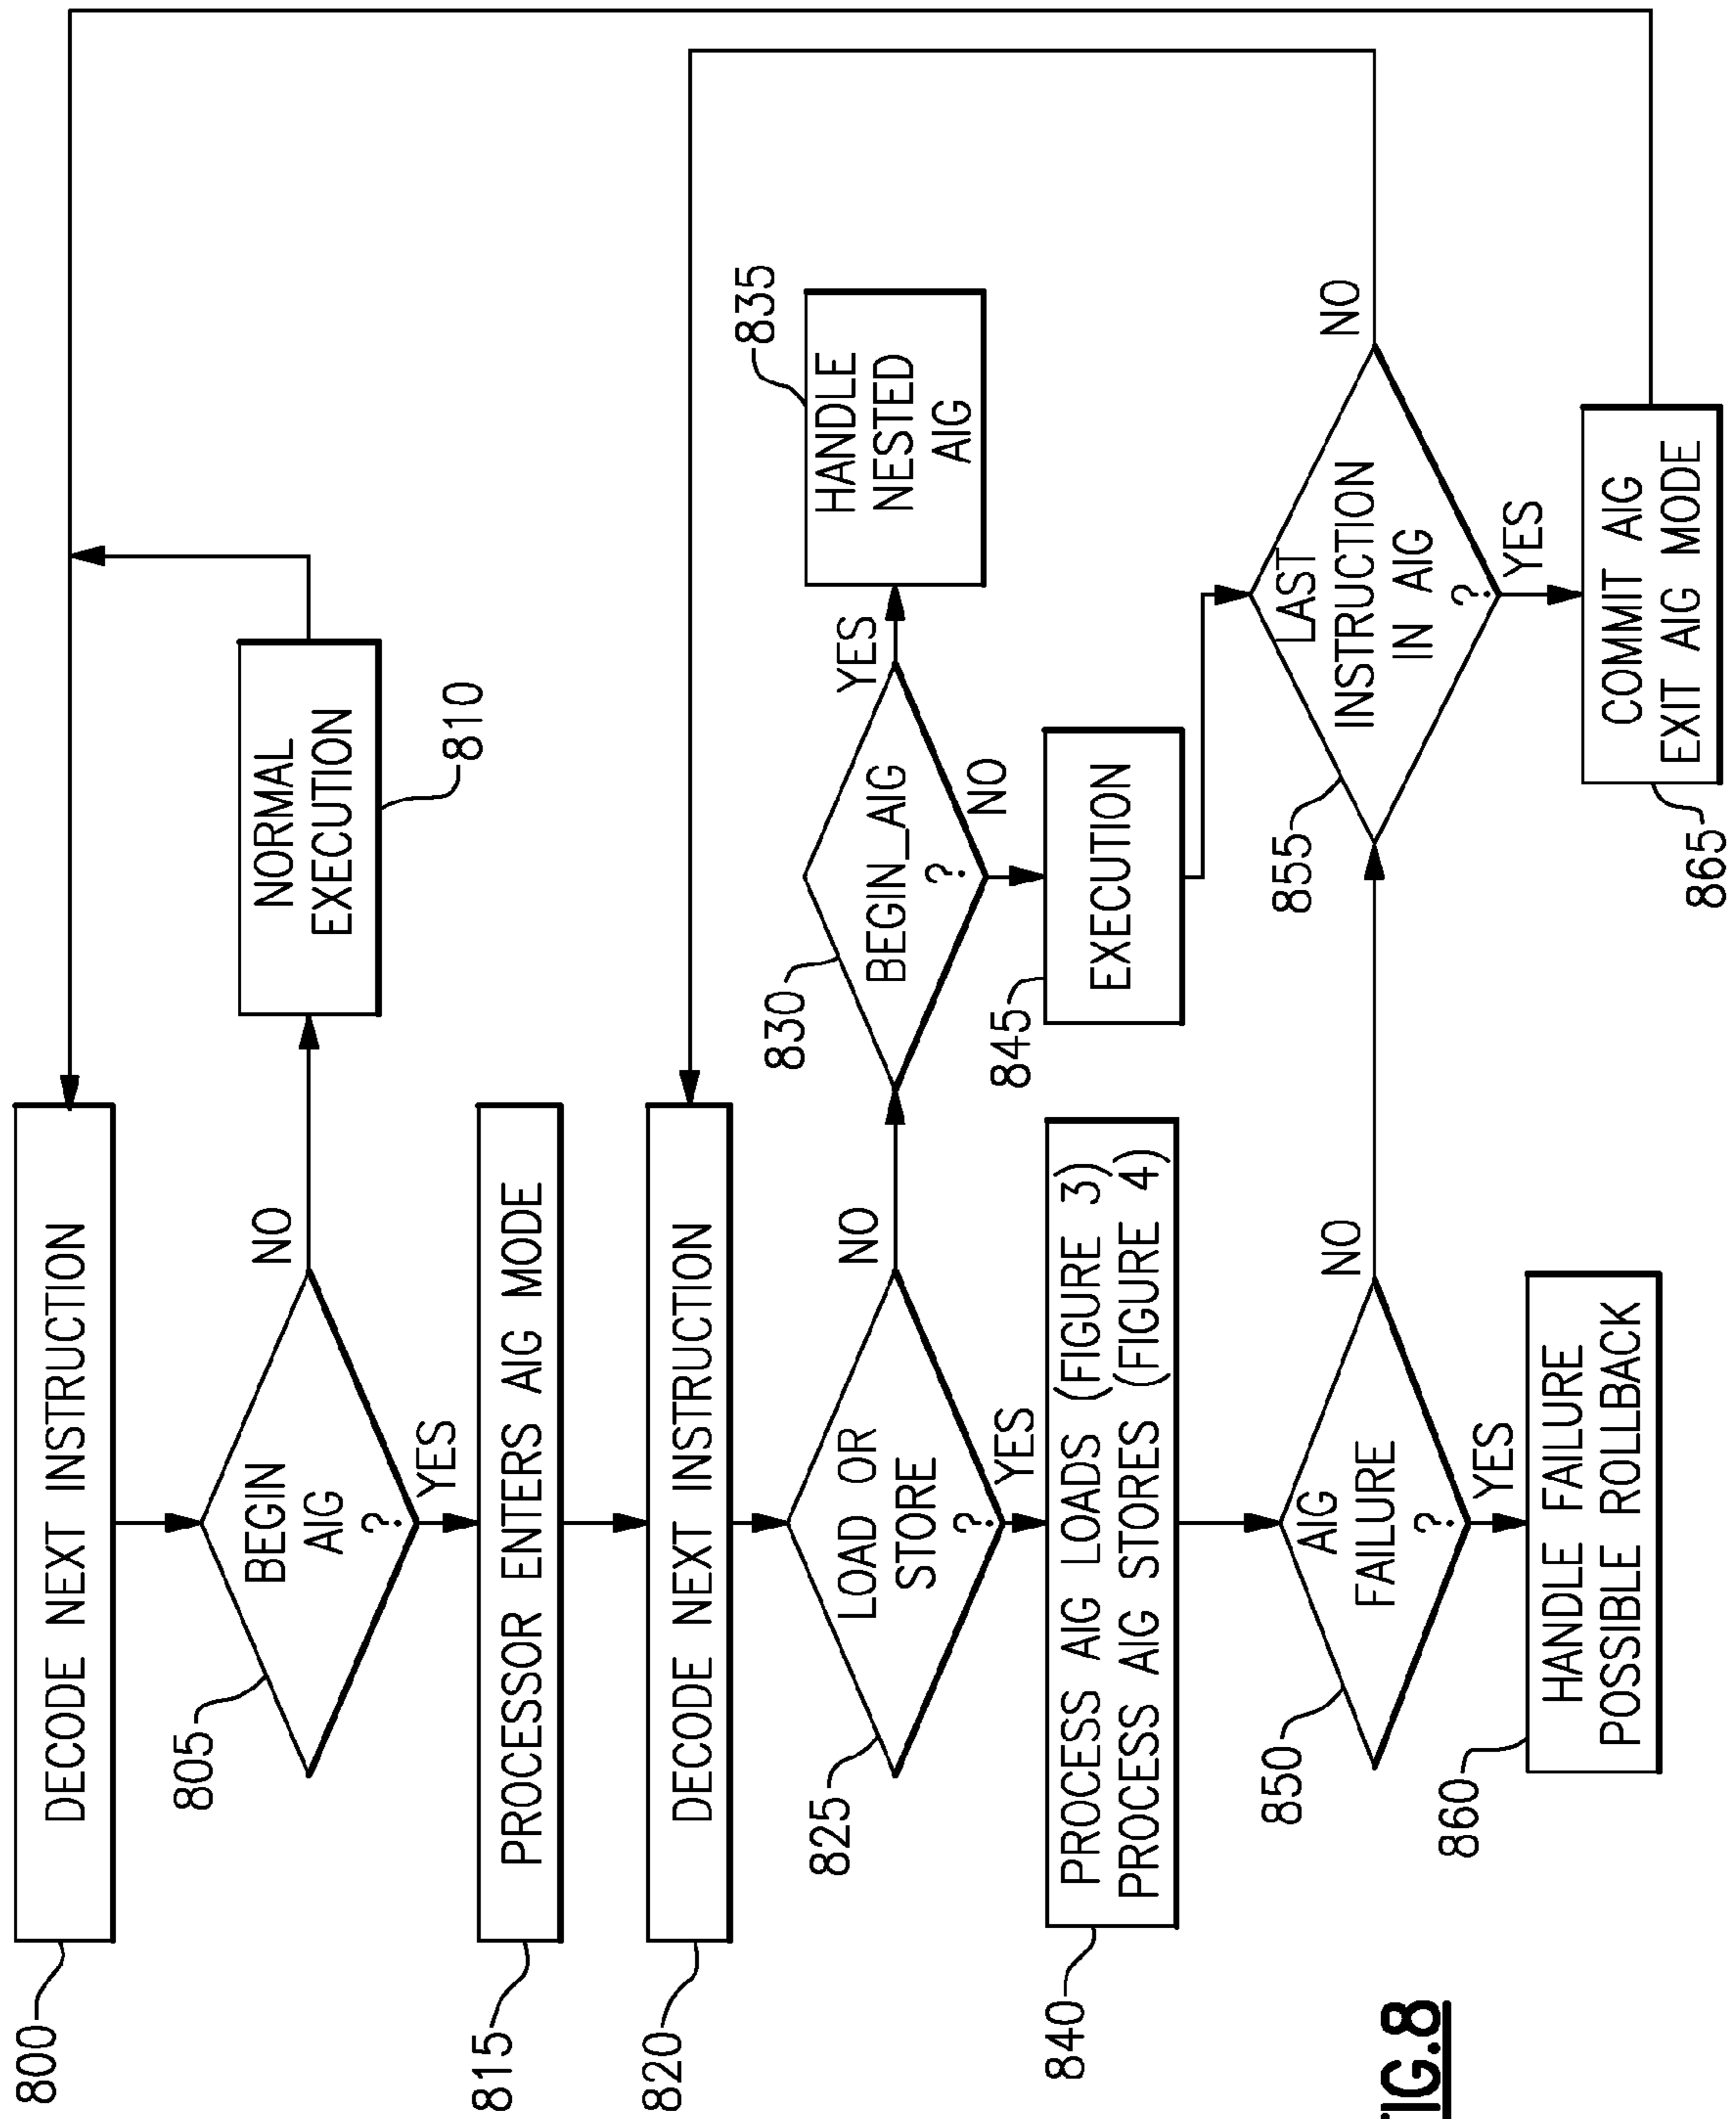 800
DECODE NEXT INSTRUCTION
805
BEGIN
AIG
?
NO
YES
NORMAL
EXECUTION
810
815
PROCESSOR ENTERS AIG MODE
820
DECODE NEXT INSTRUCTION
825
LOAD OR
STORE
?
NO
YES
830
BEGIN_AIG
?
YES
NO
835
HANDLE
NESTED
AIG
840
PROCESS AIG LOADS (FIGURE 3)
PROCESS AIG STORES (FIGURE 4)
845
EXECUTION
850
AIG
FAILURE
?
NO
YES
855
LAST
INSTRUCTION
IN AIG
?
NO
YES
860
HANDLE FAILURE
POSSIBLE ROLLBACK
865
COMMIT AIG
EXIT AIG MODE
FIG.8